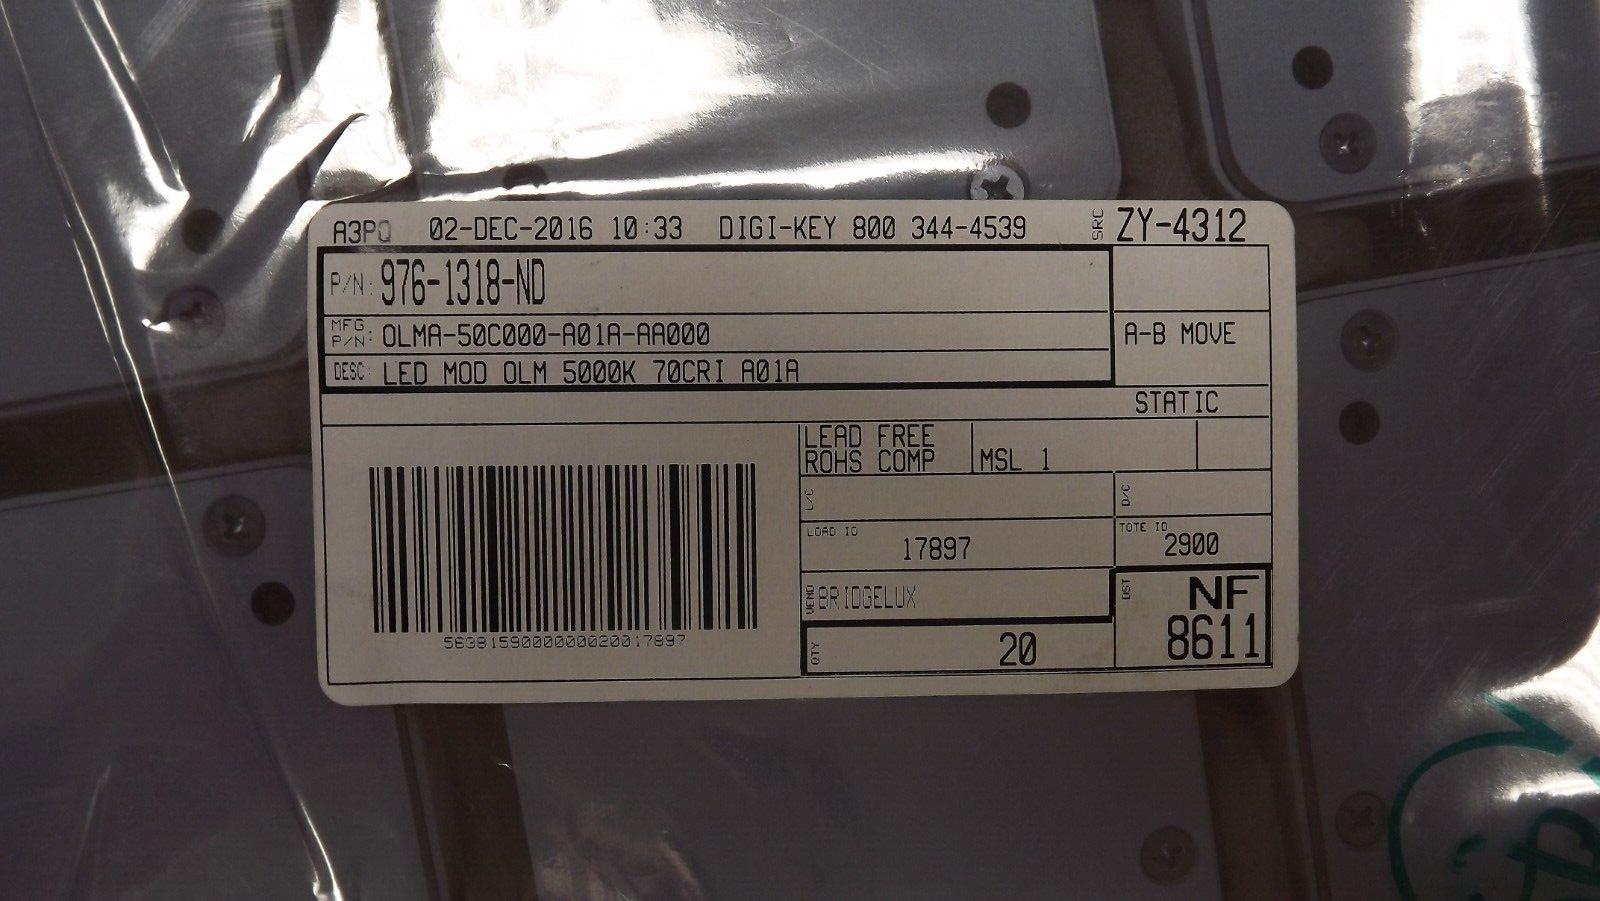 A3PQ 02-DEC-2016 10:33 DIGI-KEY 800 344-4539 SRC ZY-4312
P/N: 976-1318-ND
MFG P/N: OLMA-50C000-A01A-AA000
A-B MOVE
DESC: LED MOD OLM 5000K 70CRI A01A
STATIC
LEAD FREE
ROHS COMP MSL 1
L/C D/C
LOAD ID 17897 TOTE ID 2900
VEND BRIDGELUX DST NF
QTY 20 8611
5638159000000020017897